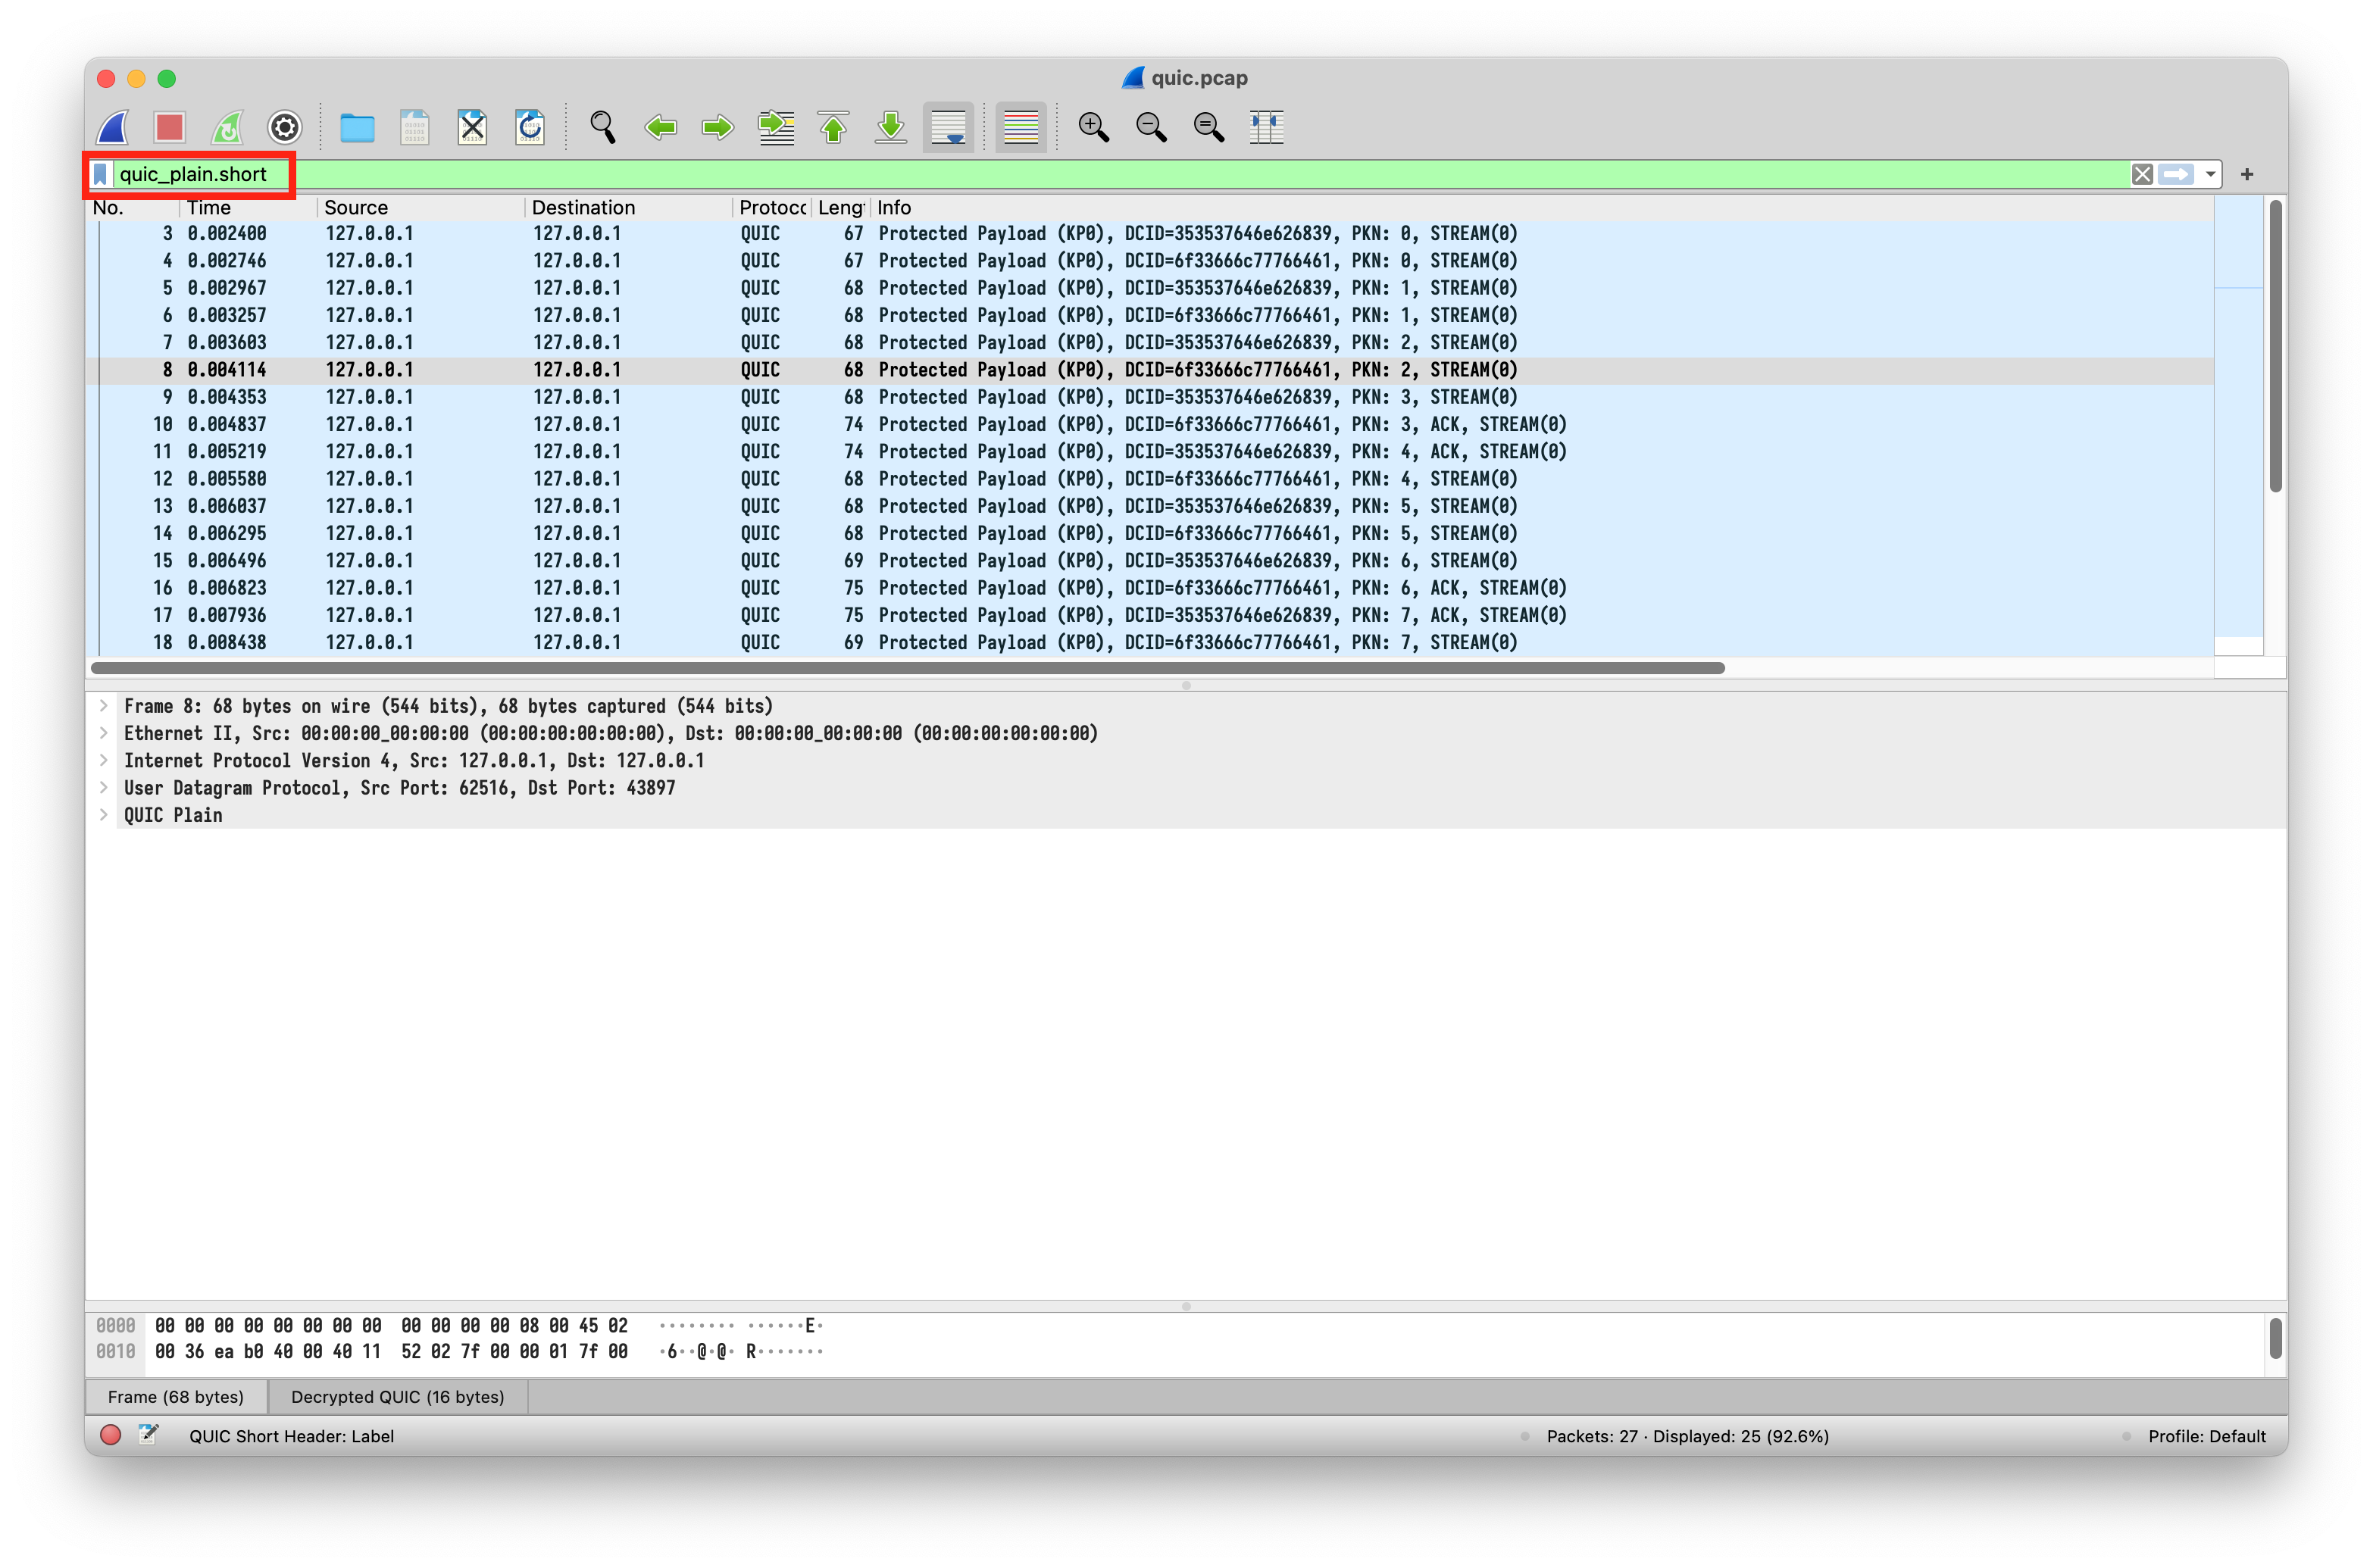 quic.pcap
quic_plain.short
+
No. Time Source Destination Protoco Leng Info
3 0.002400 127.0.0.1 127.0.0.1 QUIC 67 Protected Payload (KP0), DCID=353537646e626839, PKN: 0, STREAM(0)
4 0.002746 127.0.0.1 127.0.0.1 QUIC 67 Protected Payload (KP0), DCID=6f33666c77766461, PKN: 0, STREAM(0)
5 0.002967 127.0.0.1 127.0.0.1 QUIC 68 Protected Payload (KP0), DCID=353537646e626839, PKN: 1, STREAM(0)
6 0.003257 127.0.0.1 127.0.0.1 QUIC 68 Protected Payload (KP0), DCID=6f33666c77766461, PKN: 1, STREAM(0)
7 0.003603 127.0.0.1 127.0.0.1 QUIC 68 Protected Payload (KP0), DCID=353537646e626839, PKN: 2, STREAM(0)
8 0.004114 127.0.0.1 127.0.0.1 QUIC 68 Protected Payload (KP0), DCID=6f33666c77766461, PKN: 2, STREAM(0)
9 0.004353 127.0.0.1 127.0.0.1 QUIC 68 Protected Payload (KP0), DCID=353537646e626839, PKN: 3, STREAM(0)
10 0.004837 127.0.0.1 127.0.0.1 QUIC 74 Protected Payload (KP0), DCID=6f33666c77766461, PKN: 3, ACK, STREAM(0)
11 0.005219 127.0.0.1 127.0.0.1 QUIC 74 Protected Payload (KP0), DCID=353537646e626839, PKN: 4, ACK, STREAM(0)
12 0.005580 127.0.0.1 127.0.0.1 QUIC 68 Protected Payload (KP0), DCID=6f33666c77766461, PKN: 4, STREAM(0)
13 0.006037 127.0.0.1 127.0.0.1 QUIC 68 Protected Payload (KP0), DCID=353537646e626839, PKN: 5, STREAM(0)
14 0.006295 127.0.0.1 127.0.0.1 QUIC 68 Protected Payload (KP0), DCID=6f33666c77766461, PKN: 5, STREAM(0)
15 0.006496 127.0.0.1 127.0.0.1 QUIC 69 Protected Payload (KP0), DCID=353537646e626839, PKN: 6, STREAM(0)
16 0.006823 127.0.0.1 127.0.0.1 QUIC 75 Protected Payload (KP0), DCID=6f33666c77766461, PKN: 6, ACK, STREAM(0)
17 0.007936 127.0.0.1 127.0.0.1 QUIC 75 Protected Payload (KP0), DCID=353537646e626839, PKN: 7, ACK, STREAM(0)
18 0.008438 127.0.0.1 127.0.0.1 QUIC 69 Protected Payload (KP0), DCID=6f33666c77766461, PKN: 7, STREAM(0)
Frame 8: 68 bytes on wire (544 bits), 68 bytes captured (544 bits)
Ethernet II, Src: 00:00:00_00:00:00 (00:00:00:00:00:00), Dst: 00:00:00_00:00:00 (00:00:00:00:00:00)
Internet Protocol Version 4, Src: 127.0.0.1, Dst: 127.0.0.1
User Datagram Protocol, Src Port: 62516, Dst Port: 43897
QUIC Plain
0000 00 00 00 00 00 00 00 00 00 00 00 00 08 00 45 02 ········ ······E·
0010 00 36 ea b0 40 00 40 11 52 02 7f 00 00 01 7f 00 ·6··@·@· R·······
Frame (68 bytes) Decrypted QUIC (16 bytes)
QUIC Short Header: Label Packets: 27 · Displayed: 25 (92.6%) Profile: Default